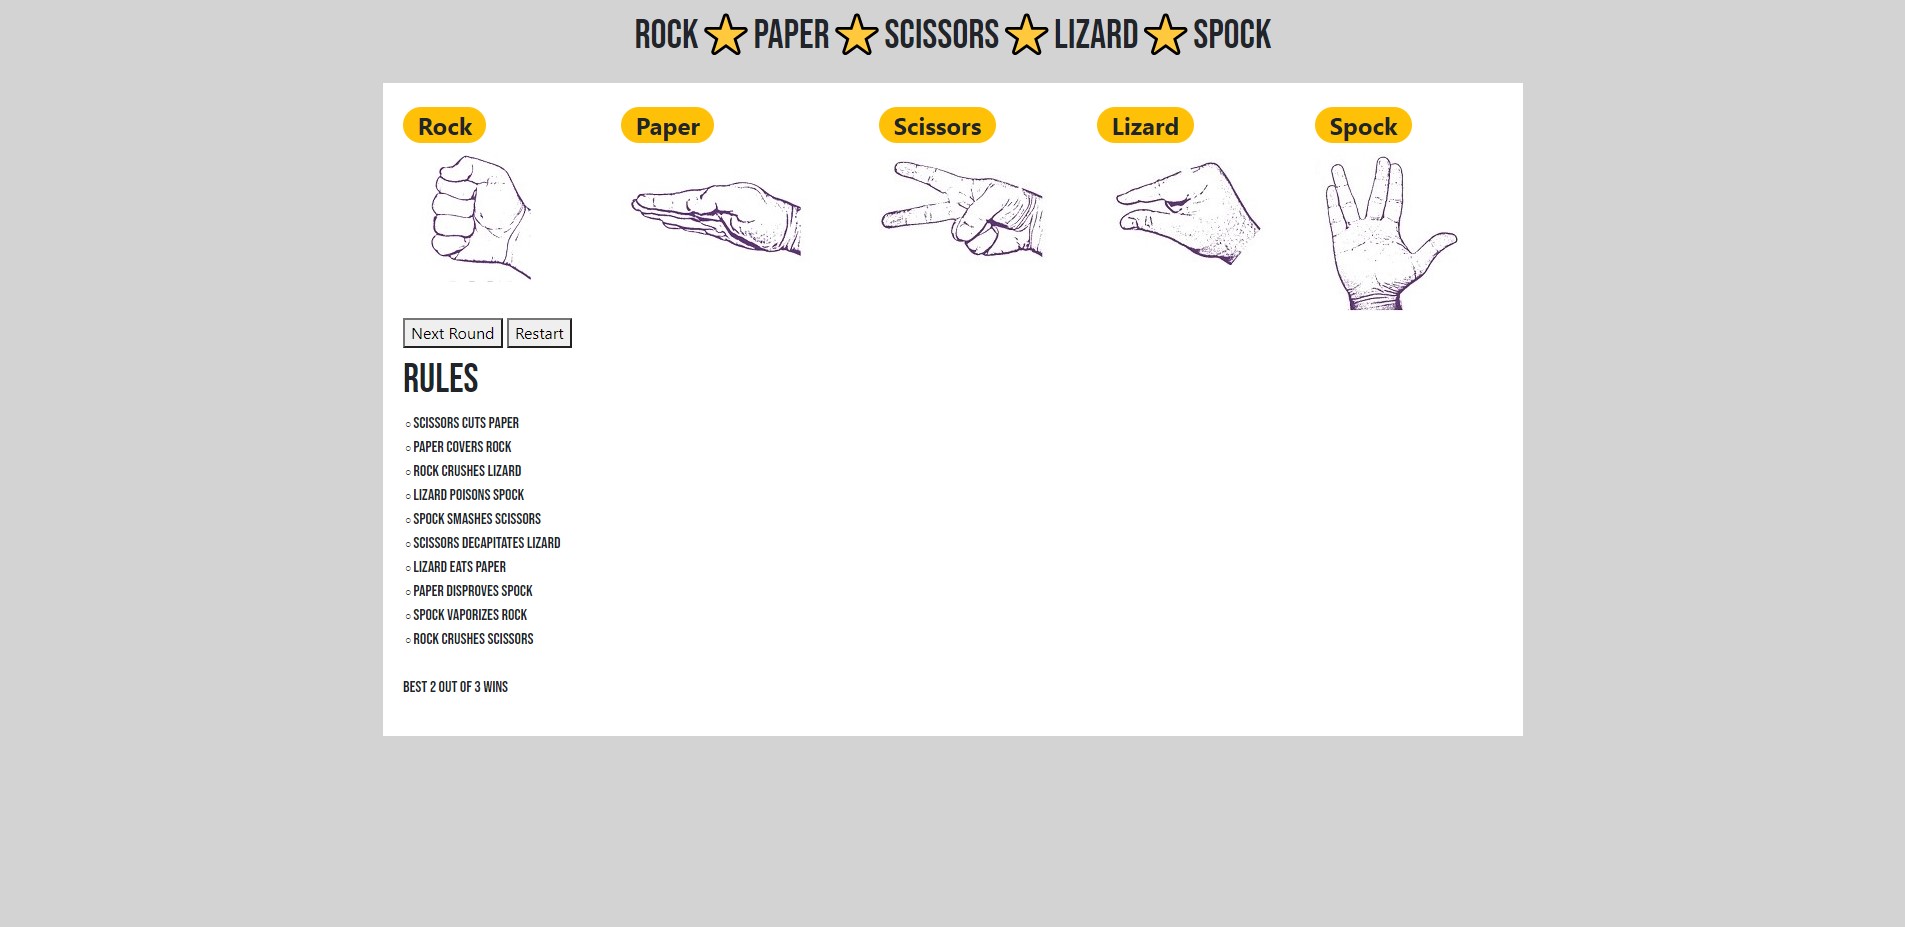 ROCK ⭐ PAPER ⭐ SCISSORS ⭐ LIZARD ⭐ SPOCK
Rock Paper Scissors Lizard Spock
Next Round Restart
RULES
○ SCISSORS CUTS PAPER
○ PAPER COVERS ROCK
○ ROCK CRUSHES LIZARD
○ LIZARD POISONS SPOCK
○ SPOCK SMASHES SCISSORS
○ SCISSORS DECAPITATES LIZARD
○ LIZARD EATS PAPER
○ PAPER DISPROVES SPOCK
○ SPOCK VAPORIZES ROCK
○ ROCK CRUSHES SCISSORS
BEST 2 OUT OF 3 WINS